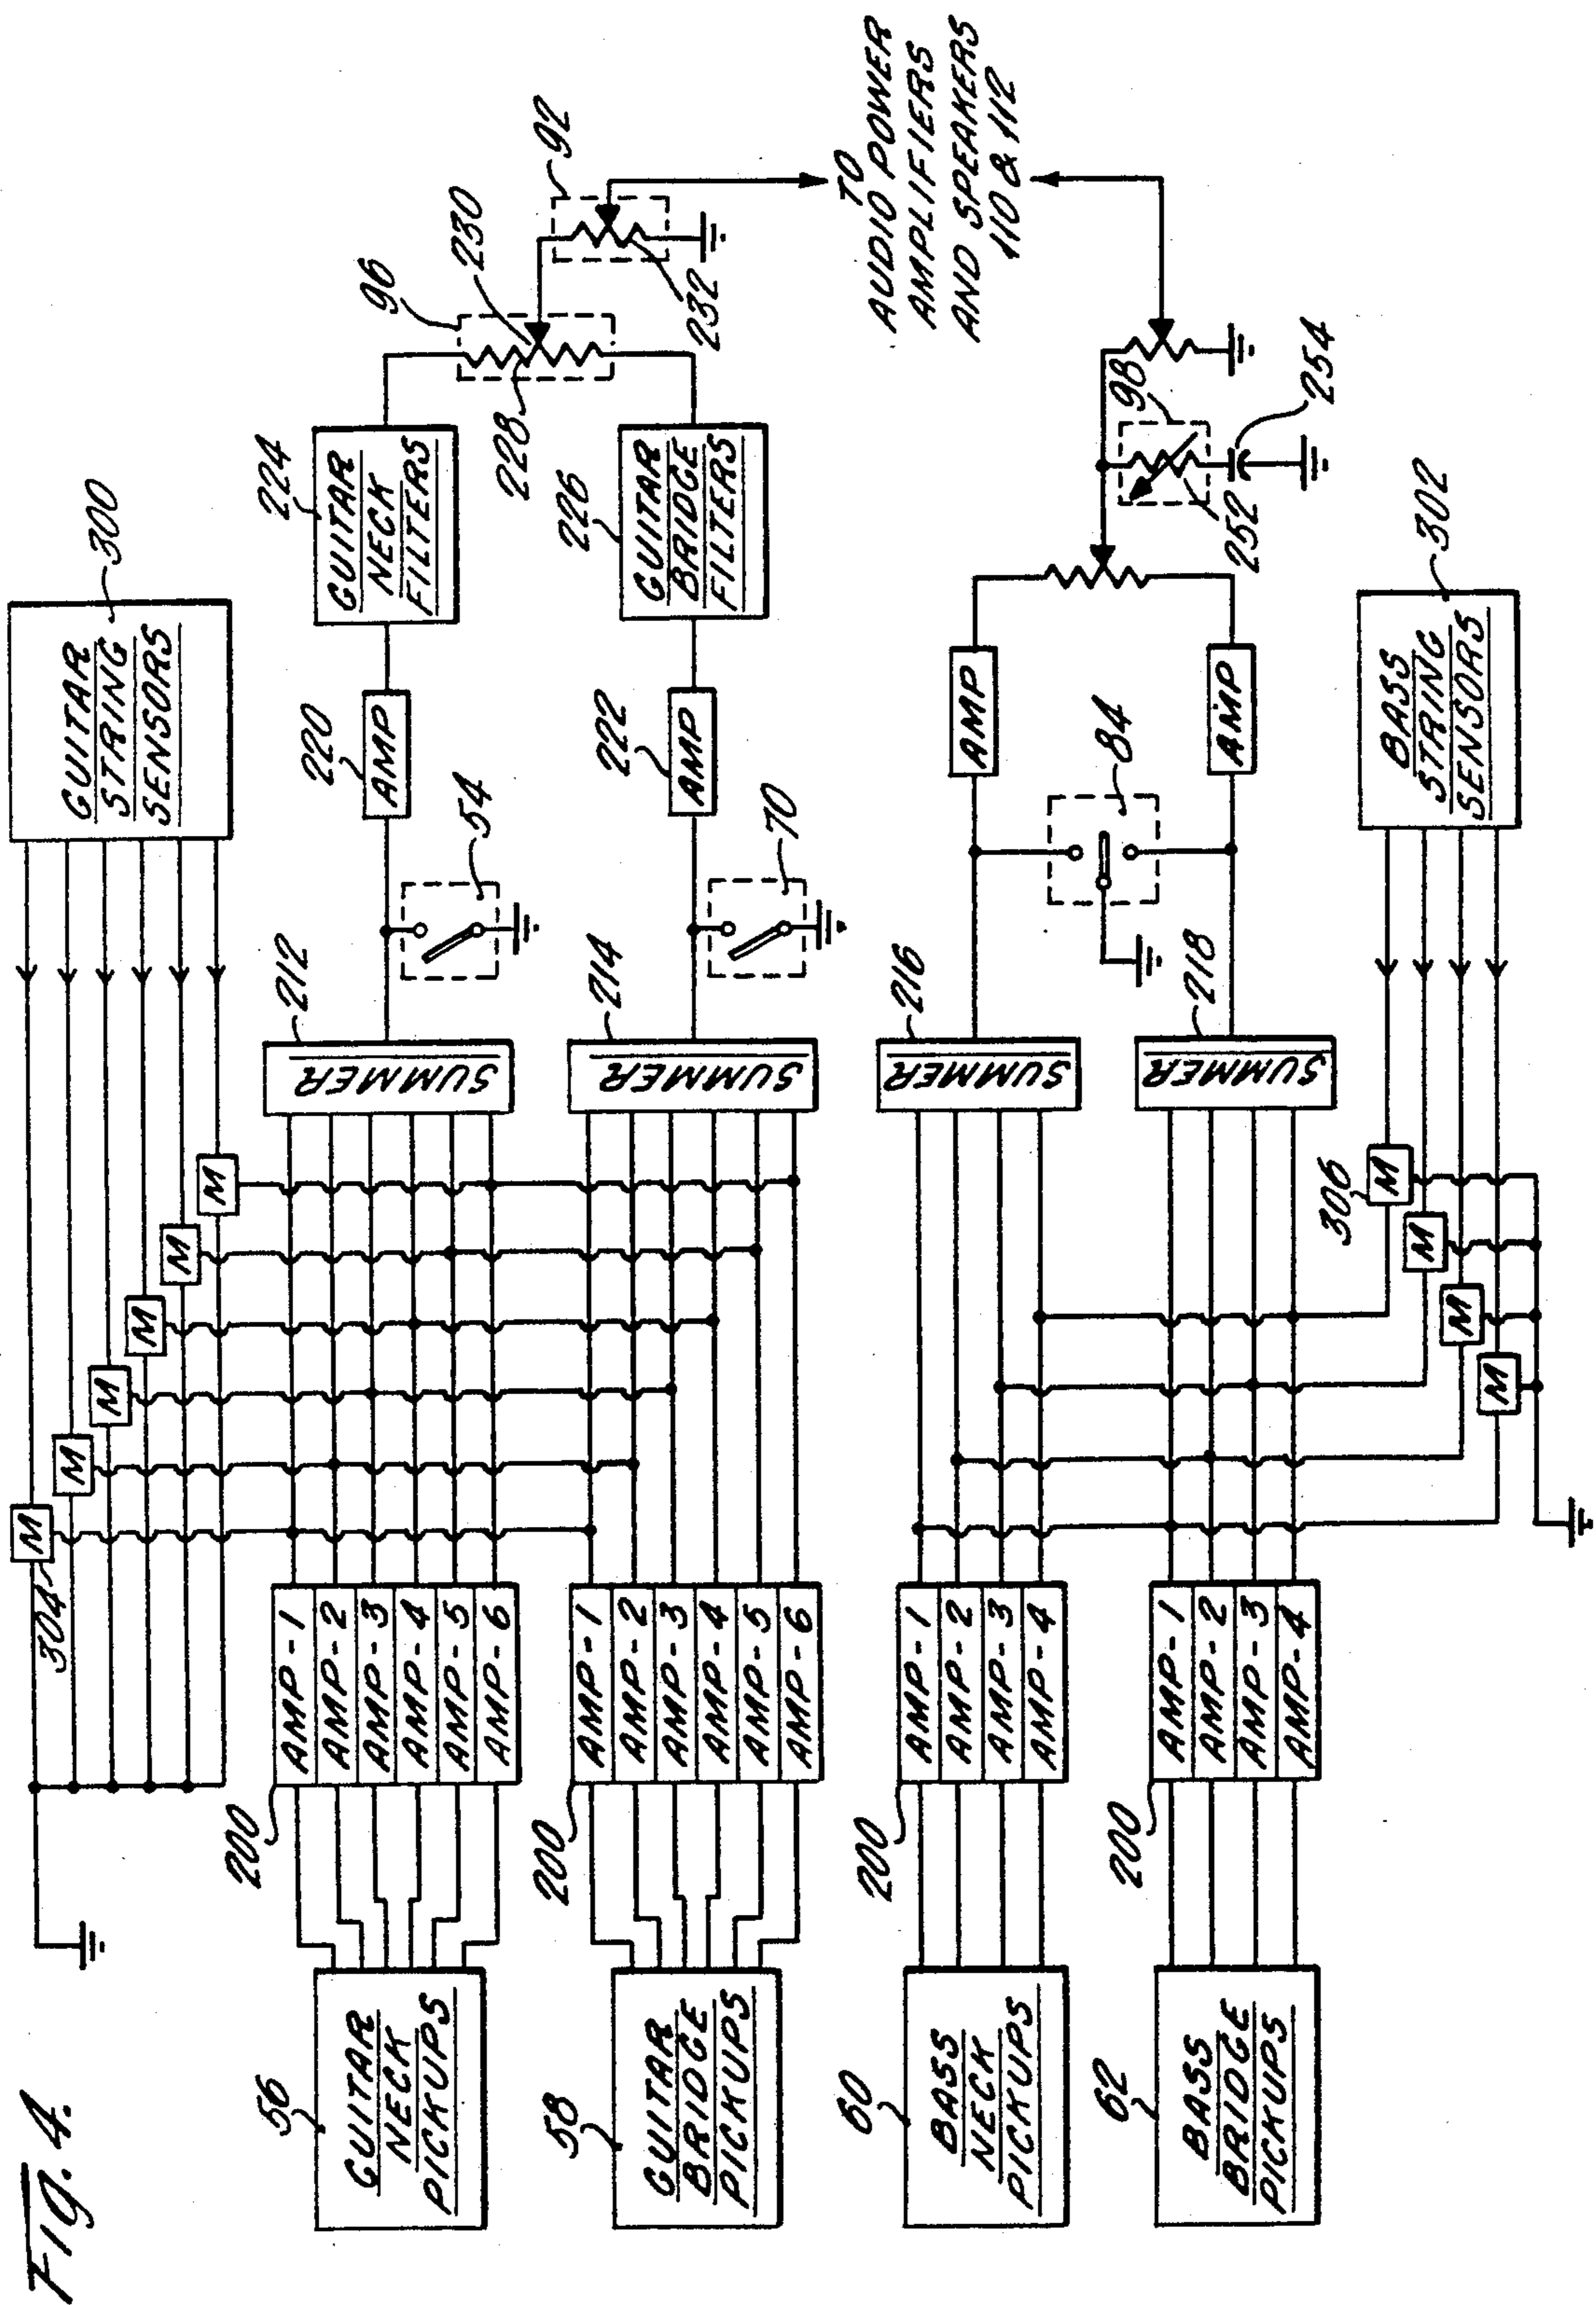 FIG. 4.
56
GUITAR
NECK
PICKUPS
58
GUITAR
BRIDGE
PICKUPS
60
BASS
NECK
PICKUPS
62
BASS
BRIDGE
PICKUPS
200
AMP-1
AMP-2
AMP-3
AMP-4
AMP-5
AMP-6
200
AMP-1
AMP-2
AMP-3
AMP-4
AMP-5
AMP-6
200
AMP-1
AMP-2
AMP-3
AMP-4
200
AMP-1
AMP-2
AMP-3
AMP-4
304
M
M
M
M
M
M
306
M
M
M
M
212
SUMMER
214
SUMMER
216
SUMMER
218
SUMMER
54
70
84
300
GUITAR
STRING
SENSORS
302
BASS
STRING
SENSORS
220
AMP
222
AMP
AMP
AMP
224
GUITAR
NECK
FILTERS
226
GUITAR
BRIDGE
FILTERS
96
228
230
92
232
98
252
254
TO
AUDIO POWER
AMPLIFIERS
AND SPEAKERS
110 & 112